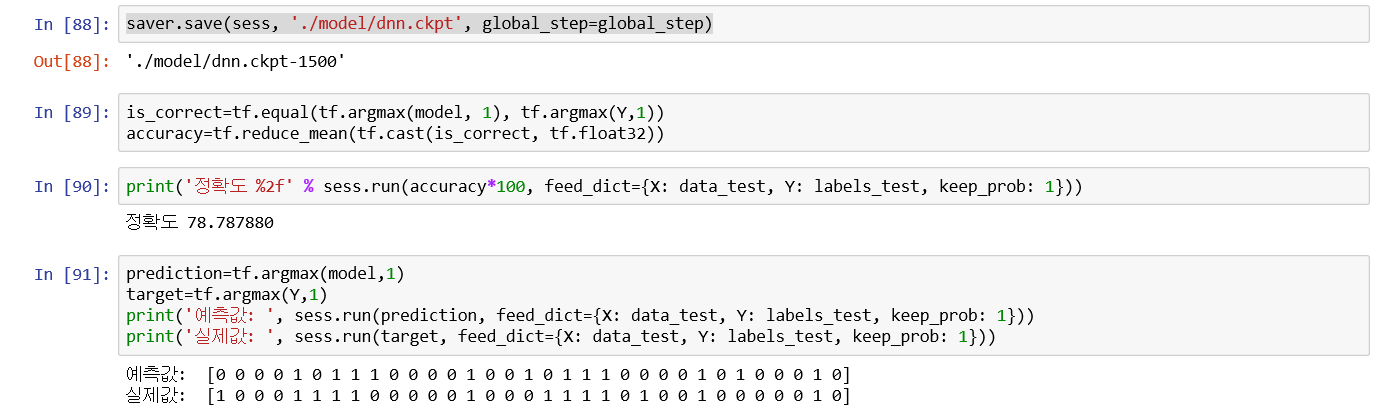 In [88]: saver.save(sess, './model/dnn.ckpt', global_step=global_step)
Out[88]: './model/dnn.ckpt-1500'
In [89]: is_correct=tf.equal(tf.argmax(model, 1), tf.argmax(Y,1))
accuracy=tf.reduce_mean(tf.cast(is_correct, tf.float32))
In [90]: print('정확도 %2f' % sess.run(accuracy*100, feed_dict={X: data_test, Y: labels_test, keep_prob: 1}))
정확도 78.787880
In [91]: prediction=tf.argmax(model,1)
target=tf.argmax(Y,1)
print('예측값: ', sess.run(prediction, feed_dict={X: data_test, Y: labels_test, keep_prob: 1}))
print('실제값: ', sess.run(target, feed_dict={X: data_test, Y: labels_test, keep_prob: 1}))
예측값:  [0 0 0 0 1 0 1 1 1 0 0 0 0 1 0 0 1 0 1 1 1 0 0 0 0 1 0 1 0 0 0 1 0]
실제값:  [1 0 0 0 1 1 1 1 0 0 0 0 0 1 0 0 0 1 1 1 1 0 1 0 0 1 0 0 0 0 0 1 0]